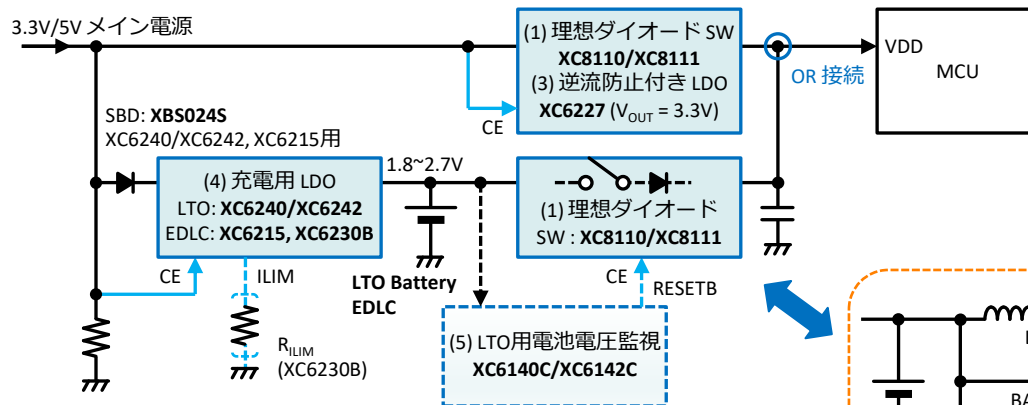 3.3V/5V メイン電源
(1) 理想ダイオード SW
XC8110/XC8111
(3) 逆流防止付き LDO
XC6227 (VOUT = 3.3V)
CE
VDD
MCU
OR 接続
SBD: XBS024S
XC6240/XC6242, XC6215用
(4) 充電用 LDO
LTO: XC6240/XC6242
EDLC: XC6215, XC6230B
1.8~2.7V
(1) 理想ダイオード
SW : XC8110/XC8111
CE
ILIM
LTO Battery
EDLC
CE
RESETB
RILIM
(XC6230B)
(5) LTO用電池電圧監視
XC6140C/XC6142C
BA